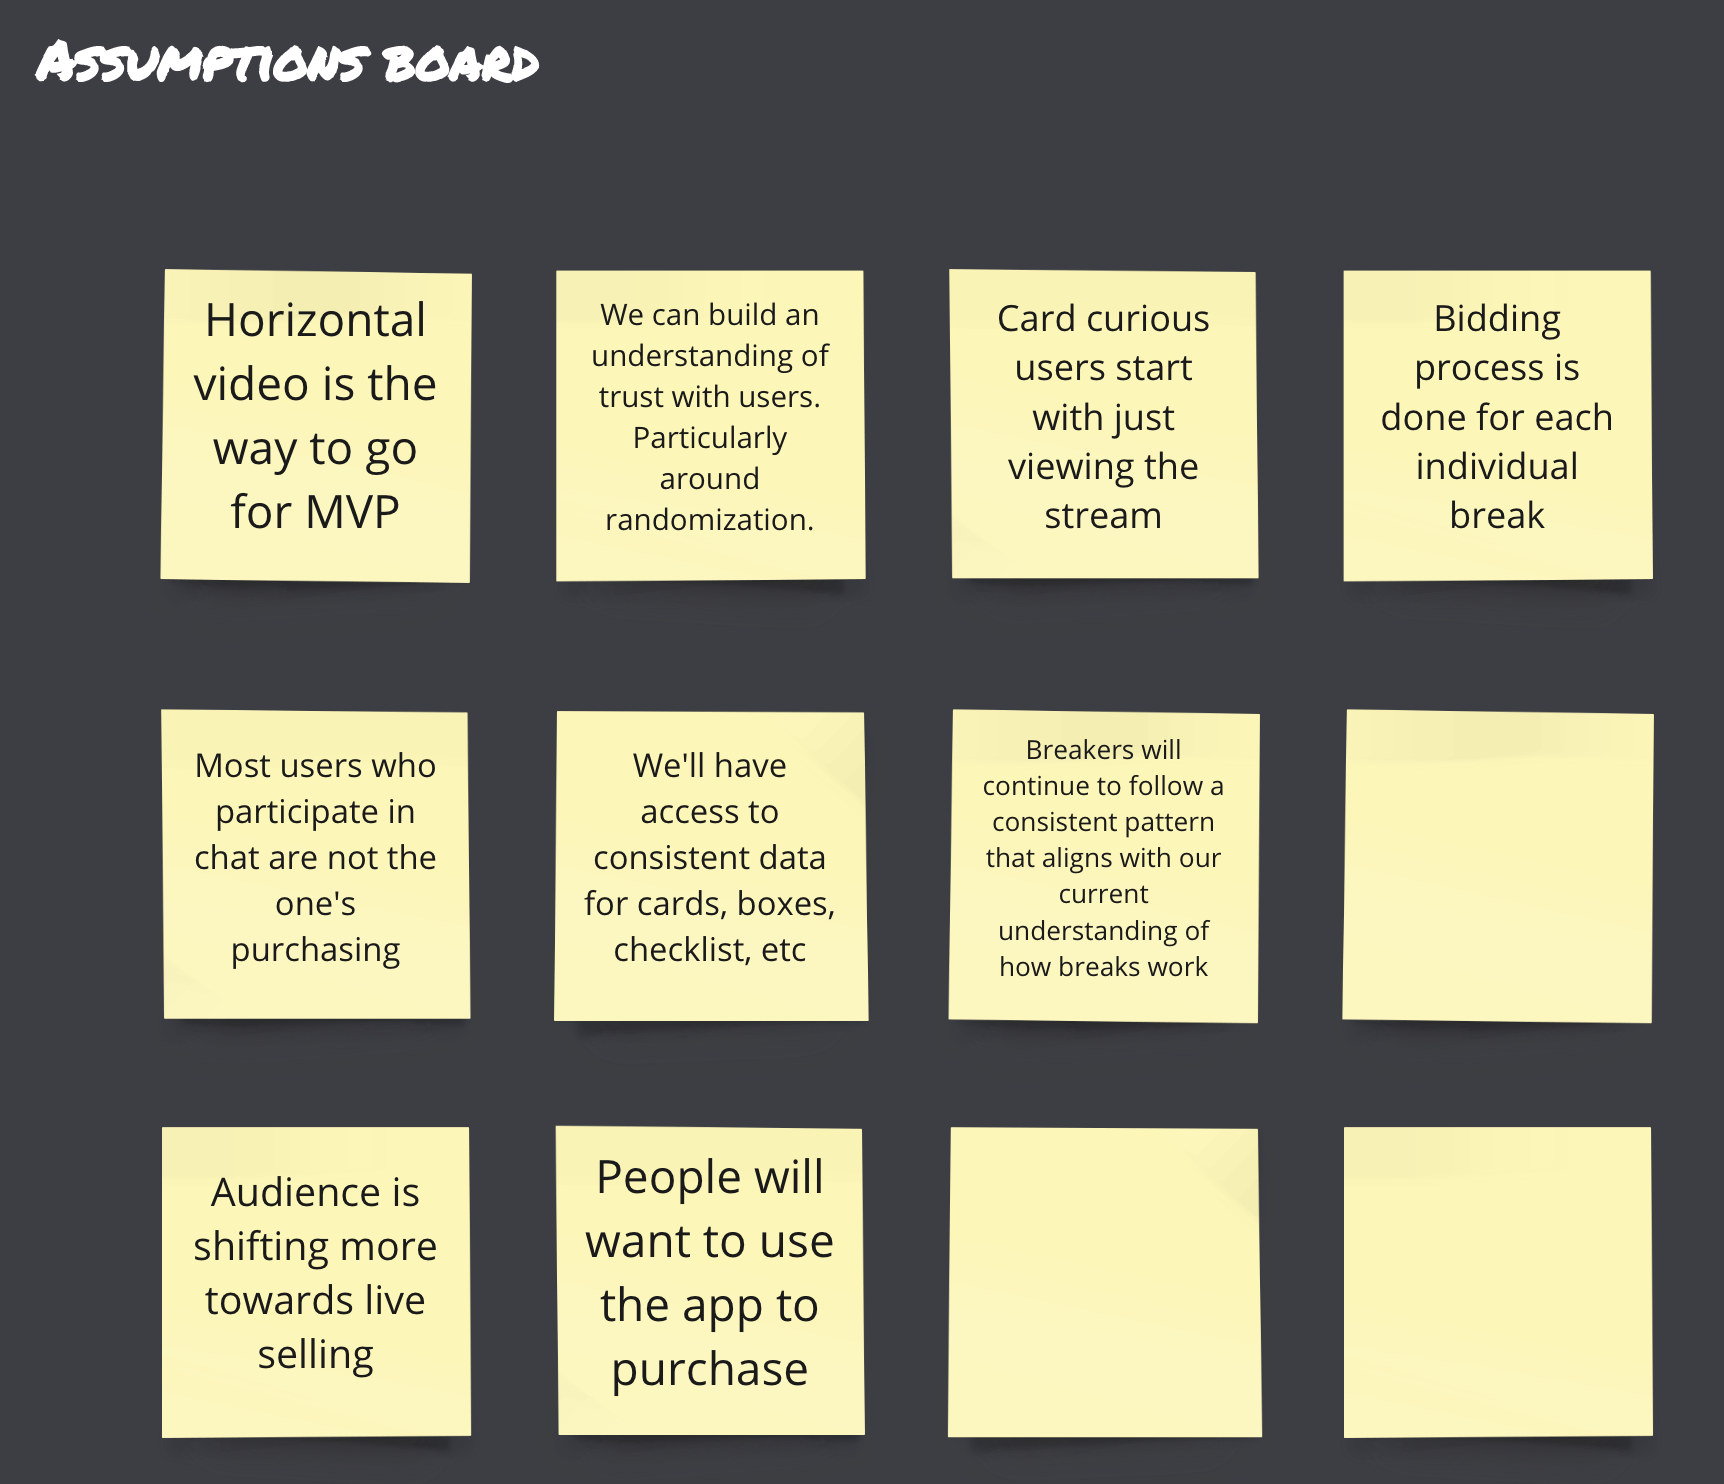 Assumptions board
Horizontal
video is the
way to go
for MVP
We can build an
understanding of
trust with users.
Particularly
around
randomization.
Card curious
users start
with just
viewing the
stream
Bidding
process is
done for each
individual
break
Most users who
participate in
chat are not the
one's
purchasing
We'll have
access to
consistent data
for cards, boxes,
checklist, etc
Breakers will
continue to follow a
consistent pattern
that aligns with our
current
understanding of
how breaks work
Audience is
shifting more
towards live
selling
People will
want to use
the app to
purchase